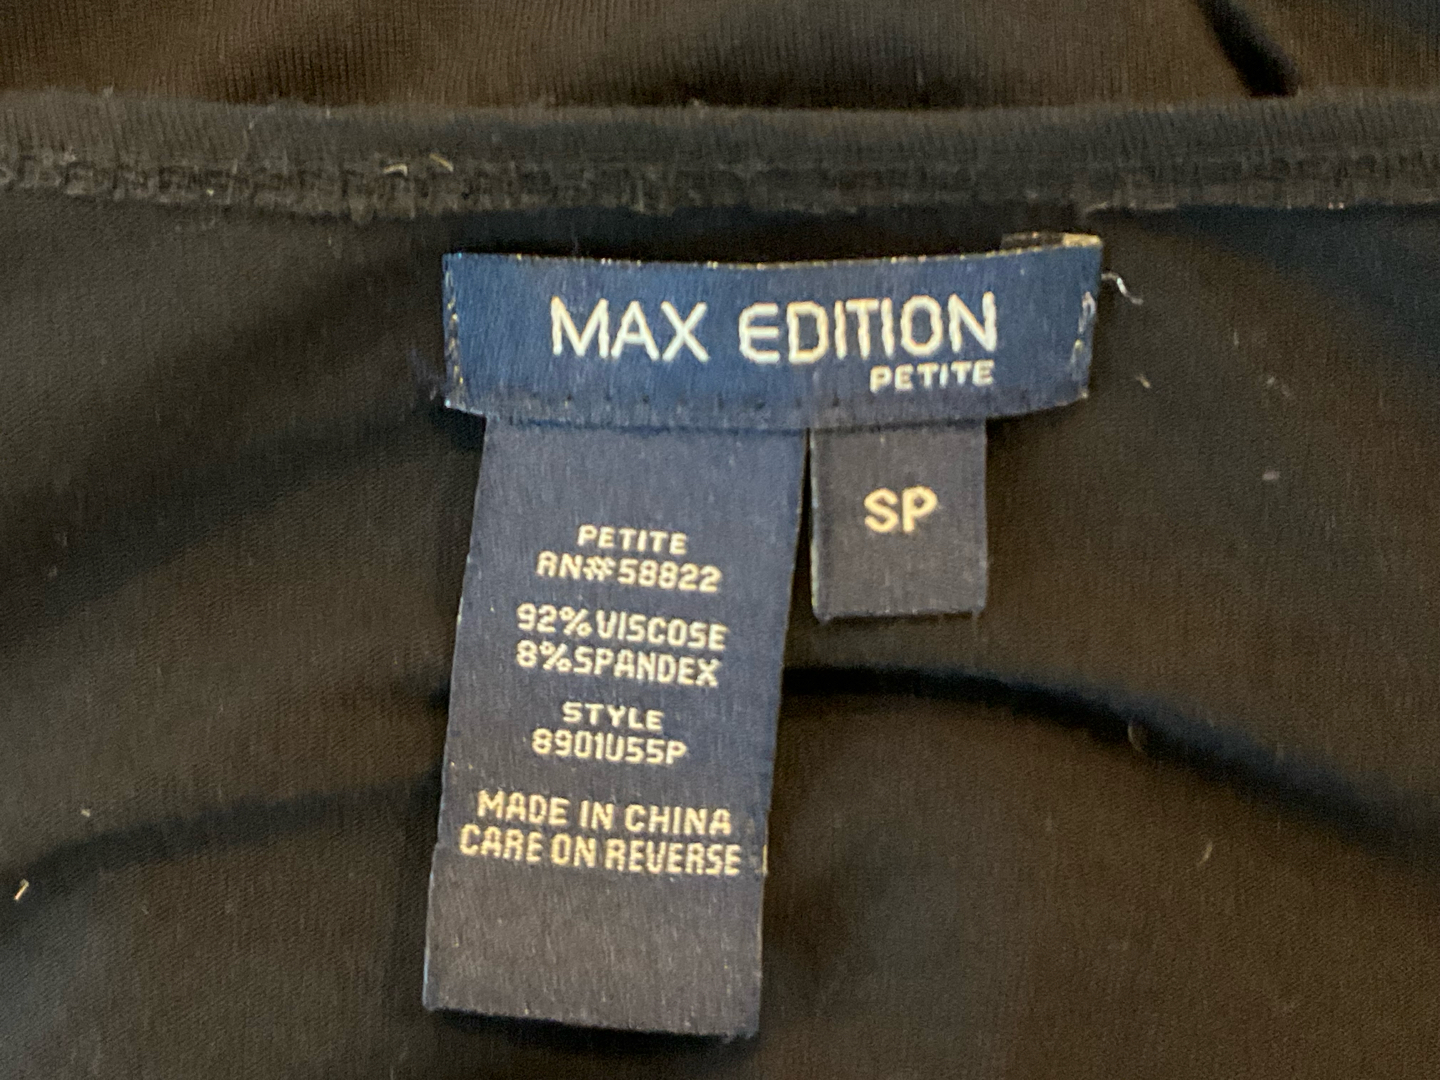 MAX EDITION
PETITE
SP
PETITE
RN#58822
92%VISCOSE
8%SPANDEX
STYLE
8901U55P
MADE IN CHINA
CARE ON REVERSE